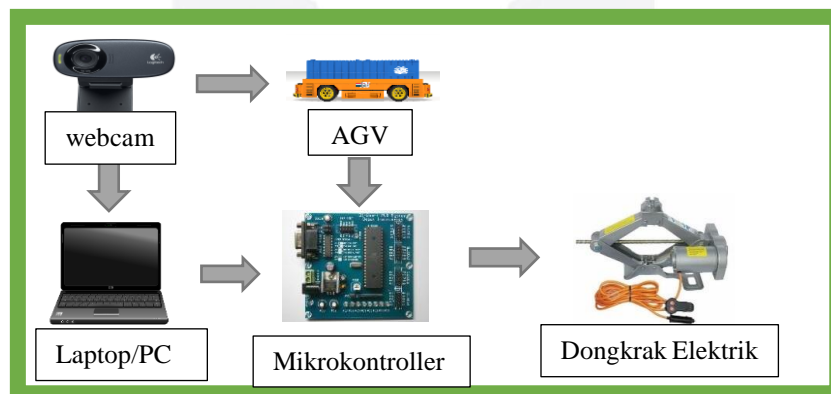 webcam
AGV
Laptop/PC
Mikrokontroller
Dongkrak Elektrik